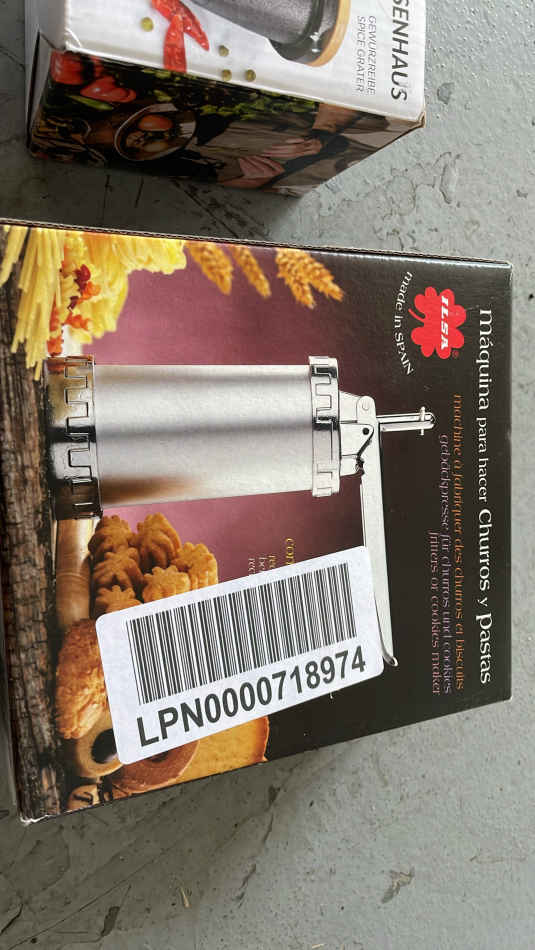 SENHAUS
GEWÜRZREIBE
SPICE GRATER
ILSA®
made in SPAIN
máquina para hacer Churros y pastas
machine à fabriquer des churros et biscuits
gebäckpresse für churros und cookies
fritters or cookies maker
LPN0000718974